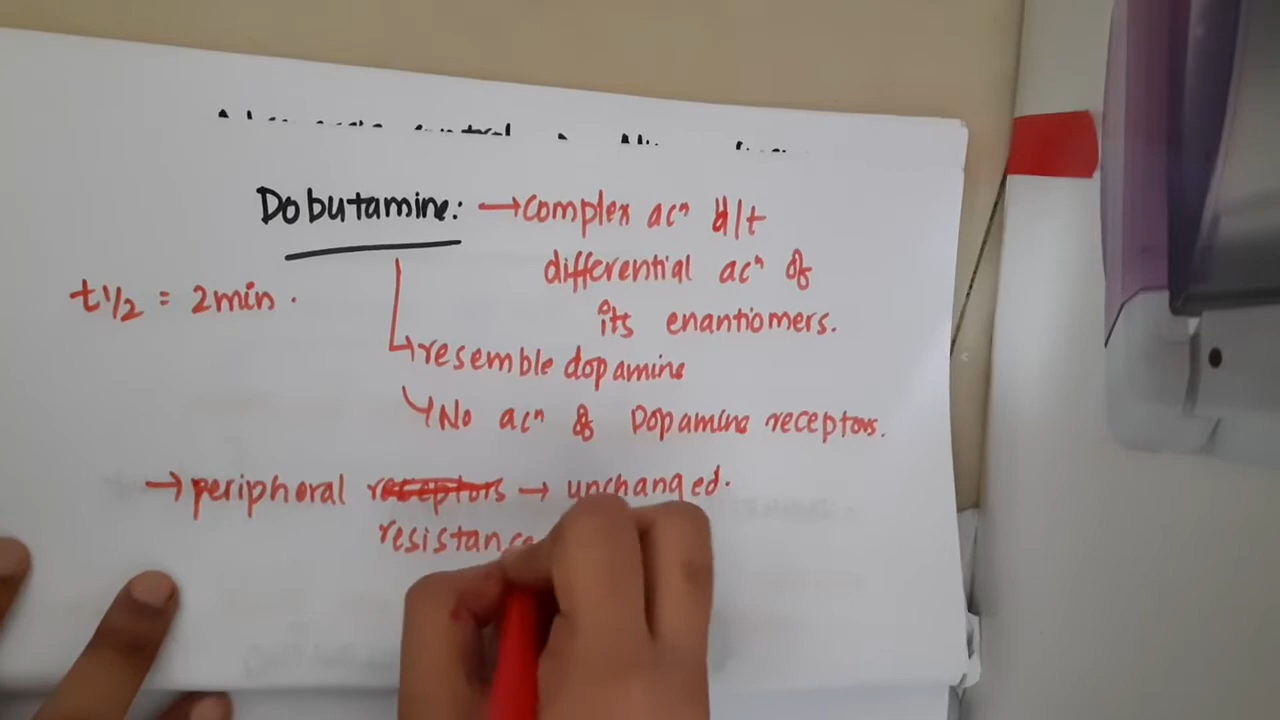 Dobutamine: →complex acⁿ d/t
differential acⁿ of
its enantiomers.
t½ = 2min.
resemble dopamine
No acⁿ of Dopamine receptors.
→ peripheral receptors → unchanged.
resistance